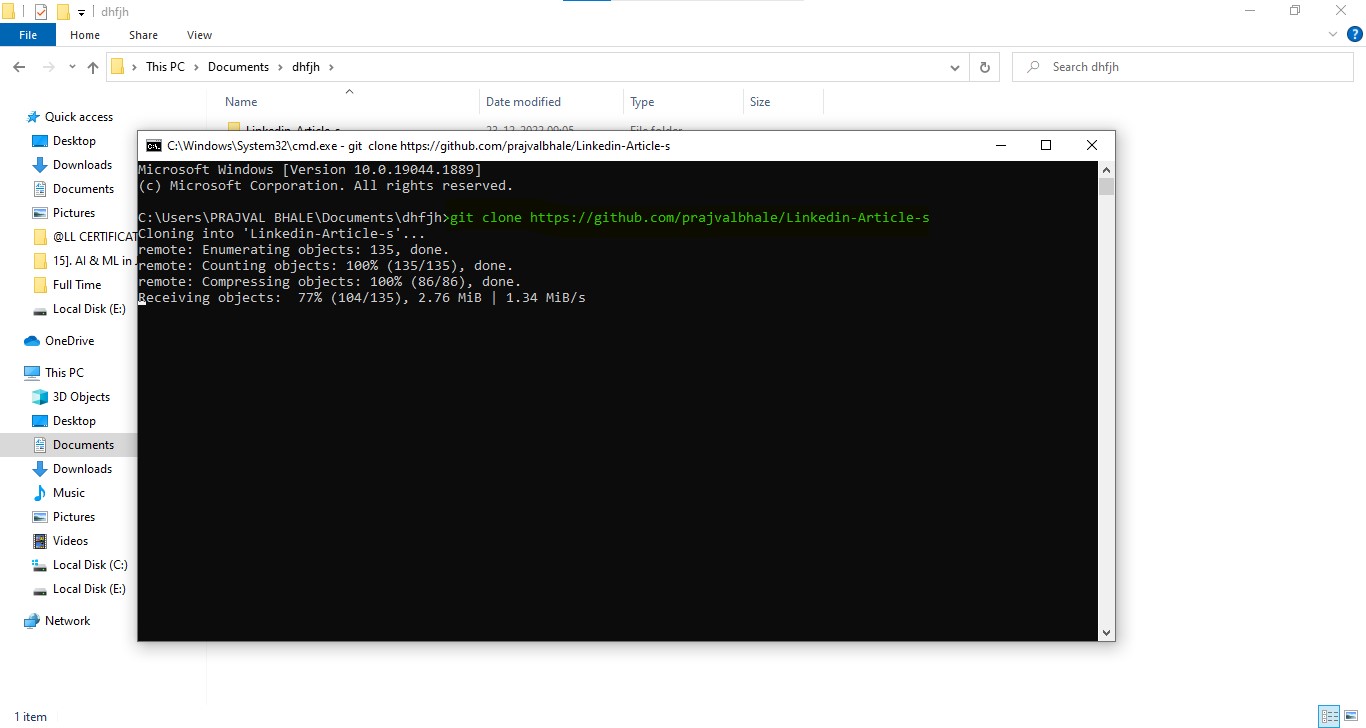 dhfjh
File Home Share View
This PC > Documents > dhfjh >
Search dhfjh
Name Date modified Type Size
Quick access
Desktop
Downloads
Documents
Pictures
@LL CERTIFICAT
15]. AI & ML in J
Full Time
Local Disk (E:)
OneDrive
This PC
3D Objects
Desktop
Documents
Downloads
Music
Pictures
Videos
Local Disk (C:)
Local Disk (E:)
Network
Linkedin-Article-s 23-12-2022 00:05 File folder
C:\Windows\System32\cmd.exe - git  clone https://github.com/prajvalbhale/Linkedin-Article-s
Microsoft Windows [Version 10.0.19044.1889]
(c) Microsoft Corporation. All rights reserved.
C:\Users\PRAJVAL BHALE\Documents\dhfjh>git clone https://github.com/prajvalbhale/Linkedin-Article-s
Cloning into 'Linkedin-Article-s'...
remote: Enumerating objects: 135, done.
remote: Counting objects: 100% (135/135), done.
remote: Compressing objects: 100% (86/86), done.
Receiving objects:  77% (104/135), 2.76 MiB | 1.34 MiB/s
1 item